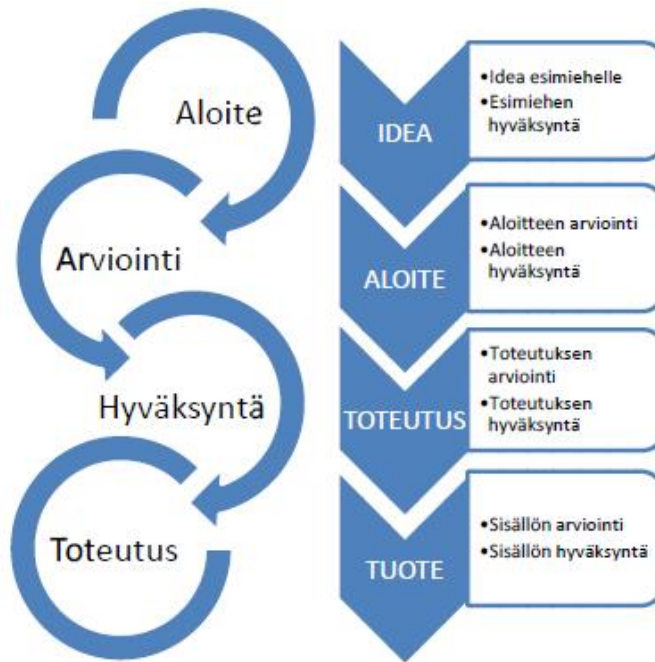 Aloite
Arviointi
Hyväksyntä
Toteutus
IDEA
•Idea esimiehelle
•Esimiehen
hyväksyntä
ALOITE
•Aloitteen arviointi
•Aloitteen
hyväksyntä
TOTEUTUS
•Toteutuksen
arviointi
•Toteutuksen
hyväksyntä
TUOTE
•Sisällön arviointi
•Sisällön hyväksyntä